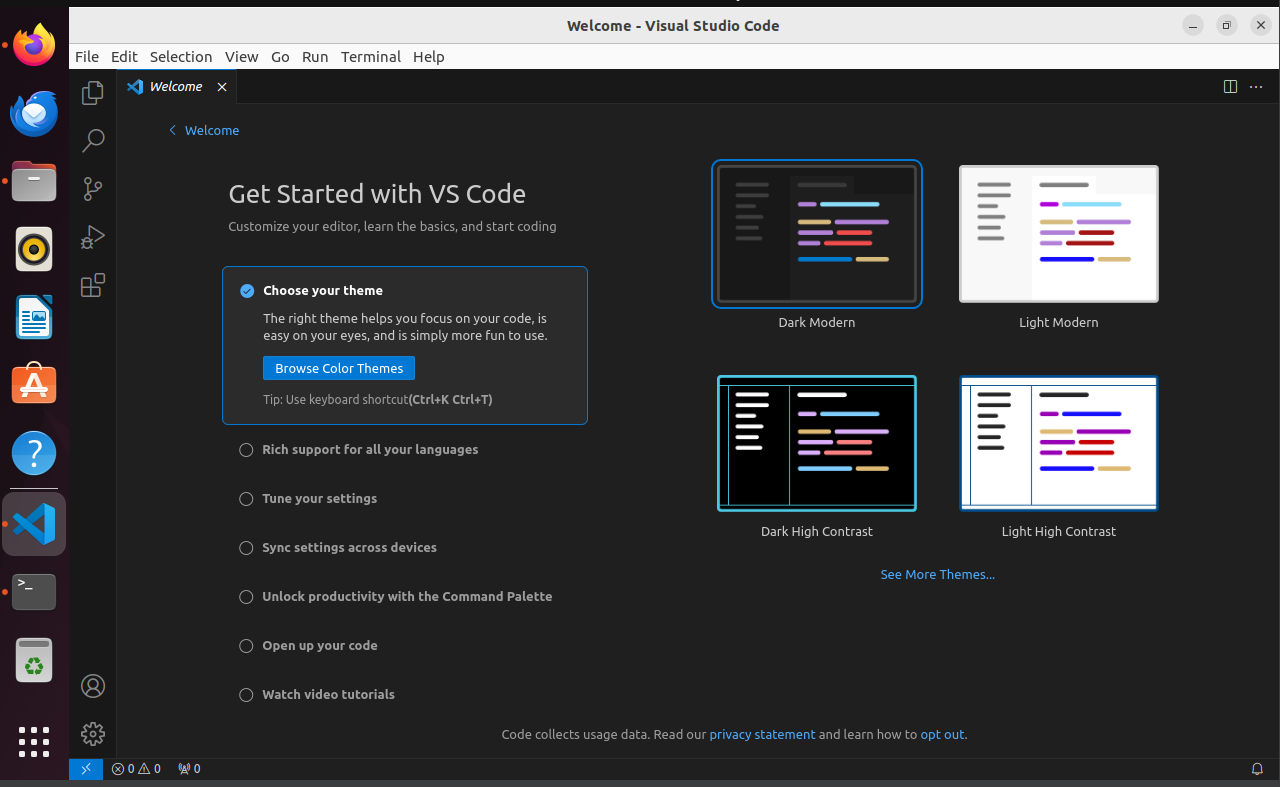 Welcome - Visual Studio Code
File Edit Selection View Go Run Terminal Help
Welcome
Welcome
Get Started with VS Code
Customize your editor, learn the basics, and start coding
Choose your theme
The right theme helps you focus on your code, is
easy on your eyes, and is simply more fun to use.
Browse Color Themes
Tip: Use keyboard shortcut(Ctrl+K Ctrl+T)
Rich support for all your languages
Tune your settings
Sync settings across devices
Unlock productivity with the Command Palette
Open up your code
Watch video tutorials
Dark Modern
Light Modern
Dark High Contrast
Light High Contrast
See More Themes...
Code collects usage data. Read our privacy statement and learn how to opt out.
0 0 0